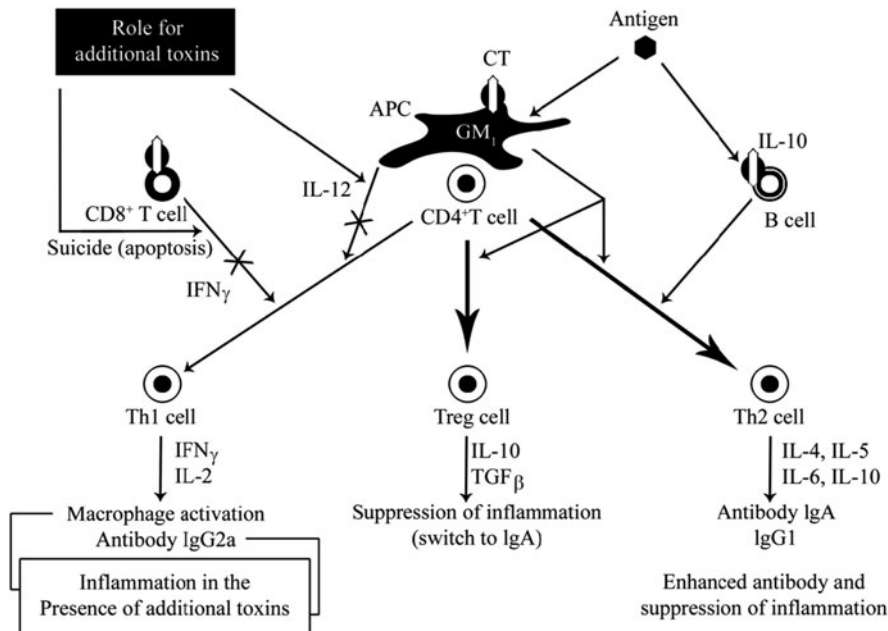 Role for
additional toxins
Antigen
CT
APC
GM1
IL-10
IL-12
CD8+ T cell
CD4+T cell
B cell
Suicide (apoptosis)
IFNγ
Th1 cell
Treg cell
Th2 cell
IFNγ
IL-2
IL-10
TGFβ
IL-4, IL-5
IL-6, IL-10
Macrophage activation
Antibody IgG2a
Suppression of inflammation
(switch to lgA)
Antibody lgA
lgG1
Inflammation in the
Presence of additional toxins
Enhanced antibody and
suppression of inflammation